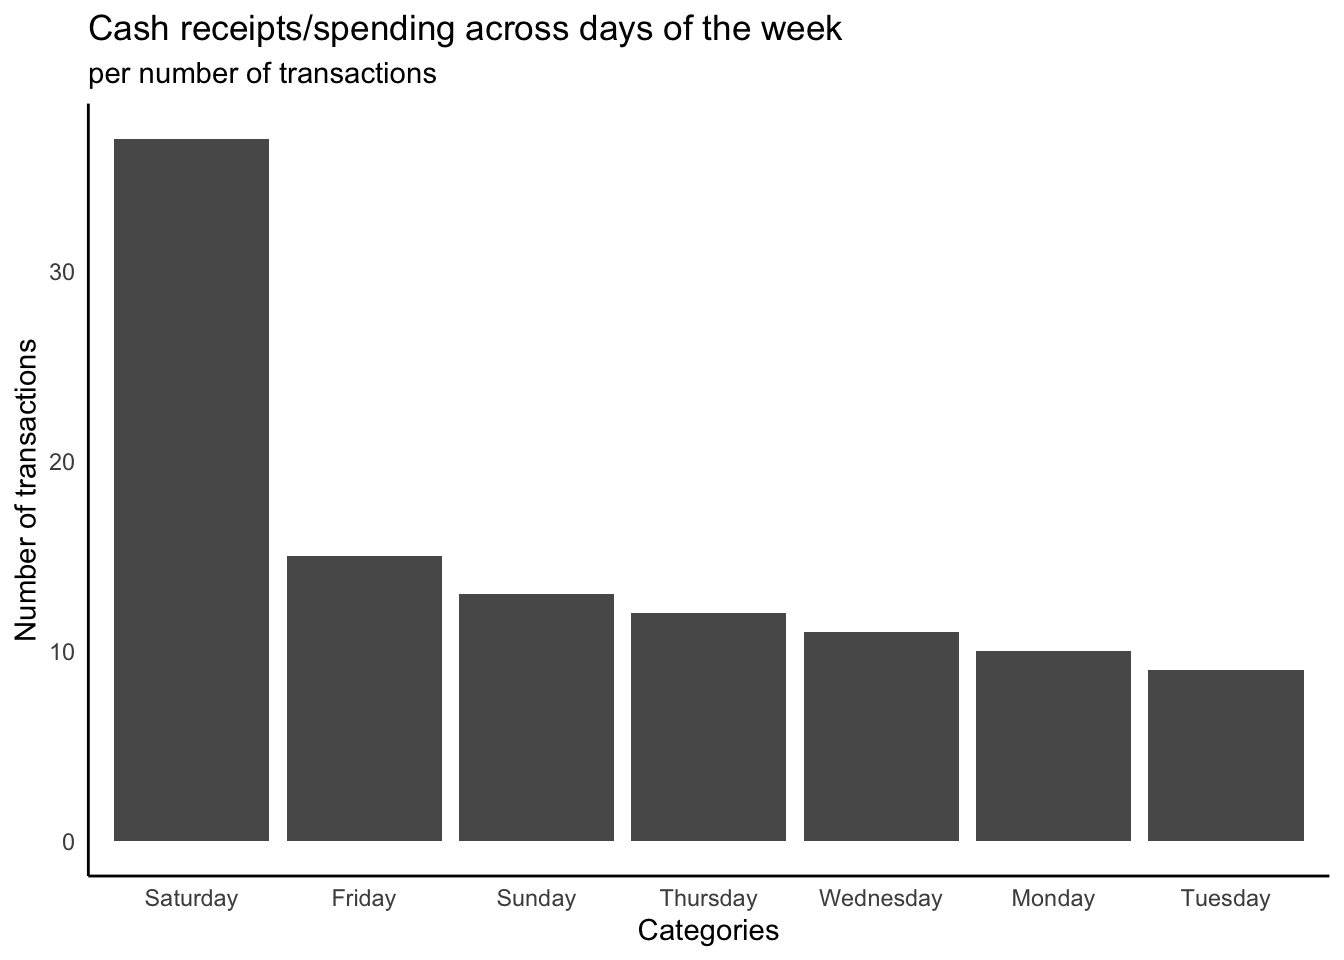 Cash receipts/spending across days of the week
per number of transactions
Number of transactions
30
20
10
0
Saturday Friday Sunday Thursday Wednesday Monday Tuesday
Categories